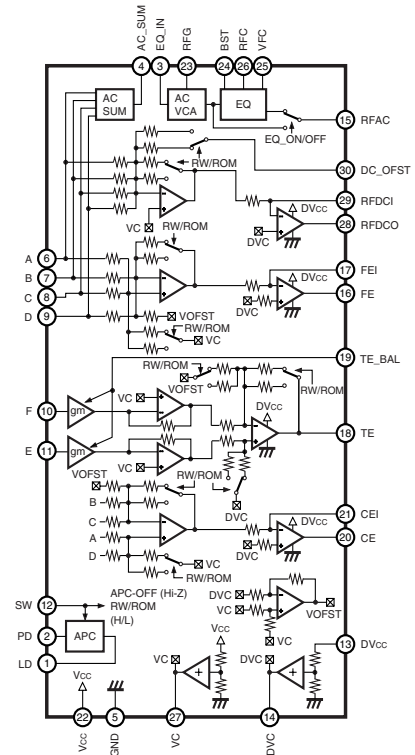 AC_SUM
EQ_IN
RFG
BST
RFC
VFC
4
3
23
24
26
25
AC
SUM
AC
VCA
EQ
EQ_ON/OFF
15
RFAC
RW/ROM
30
DC_OFST
29
RFDCI
VC
DVCC
28
RFDCO
DVC
RW/ROM
A
6
B
7
C
8
D
9
17
FEI
DVCC
16
FE
DVC
VOFST
VC
RW/ROM
19
TE_BAL
RW/ROM
VOFST
RW/ROM
VC
F
10
gm
DVCC
18
TE
E
11
gm
VC
VOFST
RW/ROM
DVC
B
C
A
D
VC
RW/ROM
21
CEI
DVCC
20
CE
DVC
SW
12
APC-OFF (Hi-Z)
RW/ROM
(H/L)
DVC
VC
VOFST
VC
PD
2
APC
LD
1
VCC
VC
DVC
13
DVCC
VCC
22
5
27
14
VCC
GND
VC
DVC